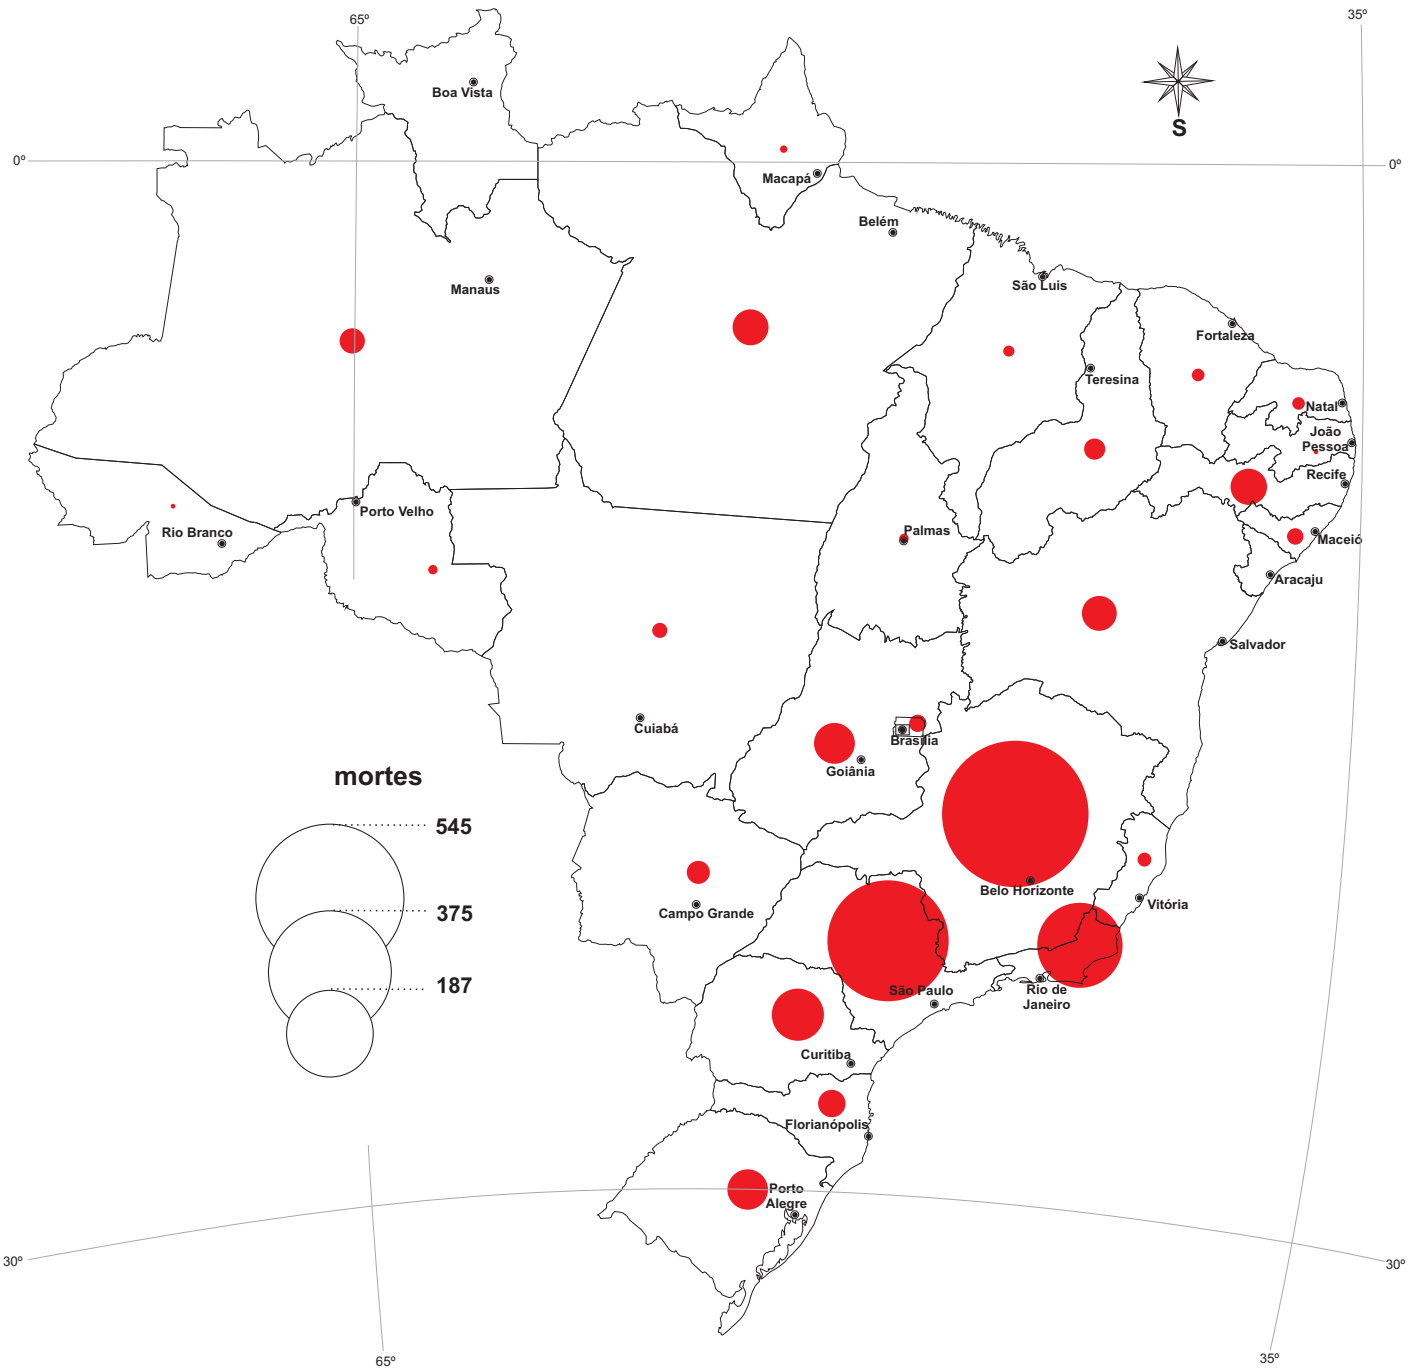 65º
35º
Boa Vista
S
0º
0º
Macapá
Belém
Manaus
São Luis
Fortaleza
Teresina
Natal
João
Pessoa
Recife
Porto Velho
Rio Branco
Palmas
Maceió
Aracaju
Salvador
Cuiabá
Brasília
Goiânia
mortes
545
375
187
Belo Horizonte
Vitória
Campo Grande
São Paulo
Rio de
Janeiro
Curitiba
Florianópolis
Porto
Alegre
30º
30º
65º
35º